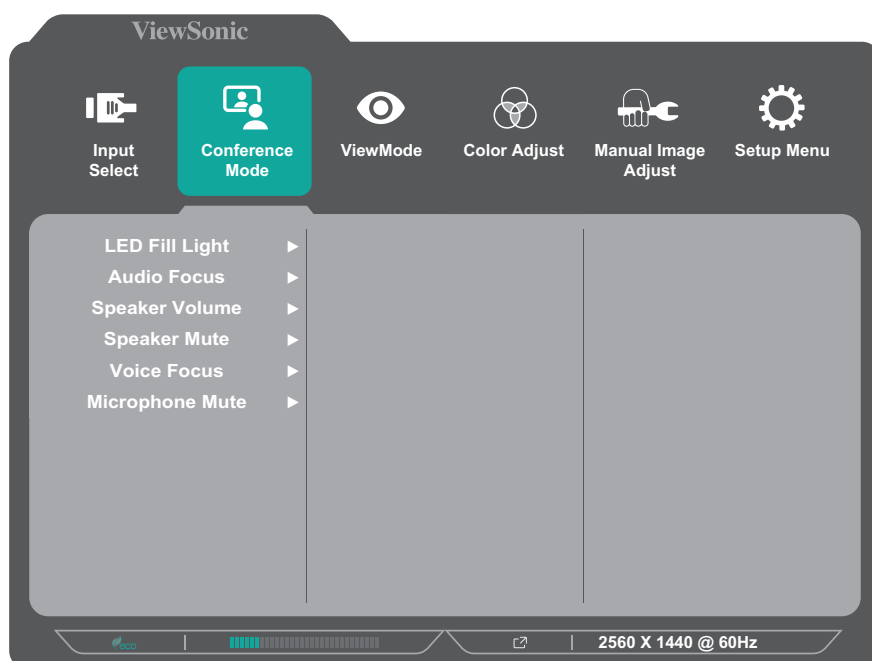 ViewSonic
Input
Select
Conference
Mode
ViewMode
Color Adjust
Manual Image
Adjust
Setup Menu
LED Fill Light
Audio Focus
Speaker Volume
Speaker Mute
Voice Focus
Microphone Mute
eco
2560 X 1440 @ 60Hz